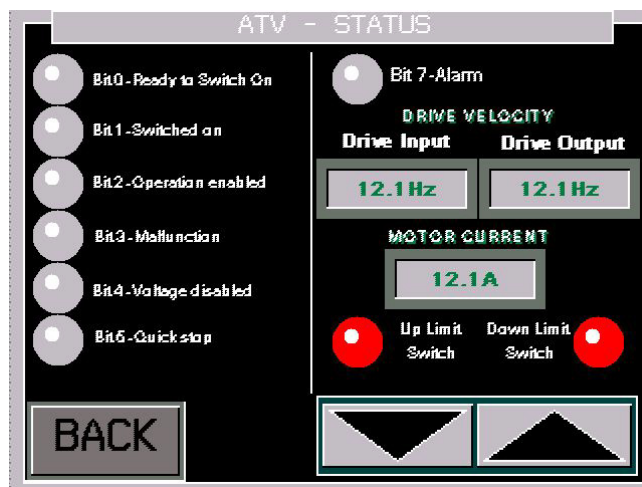 ATV - STATUS
Bit0-Ready to Switch On
Bit1-Switched on
Bit2-Operation enabled
Bit3-Malfunction
Bit4-Voltage disabled
Bit5-Quick stop
BACK
Bit 7-Alarm
DRIVE VELOCITY
Drive Input Drive Output
12.1Hz 12.1Hz
MOTOR CURRENT
12.1A
Up Limit Down Limit
Switch Switch